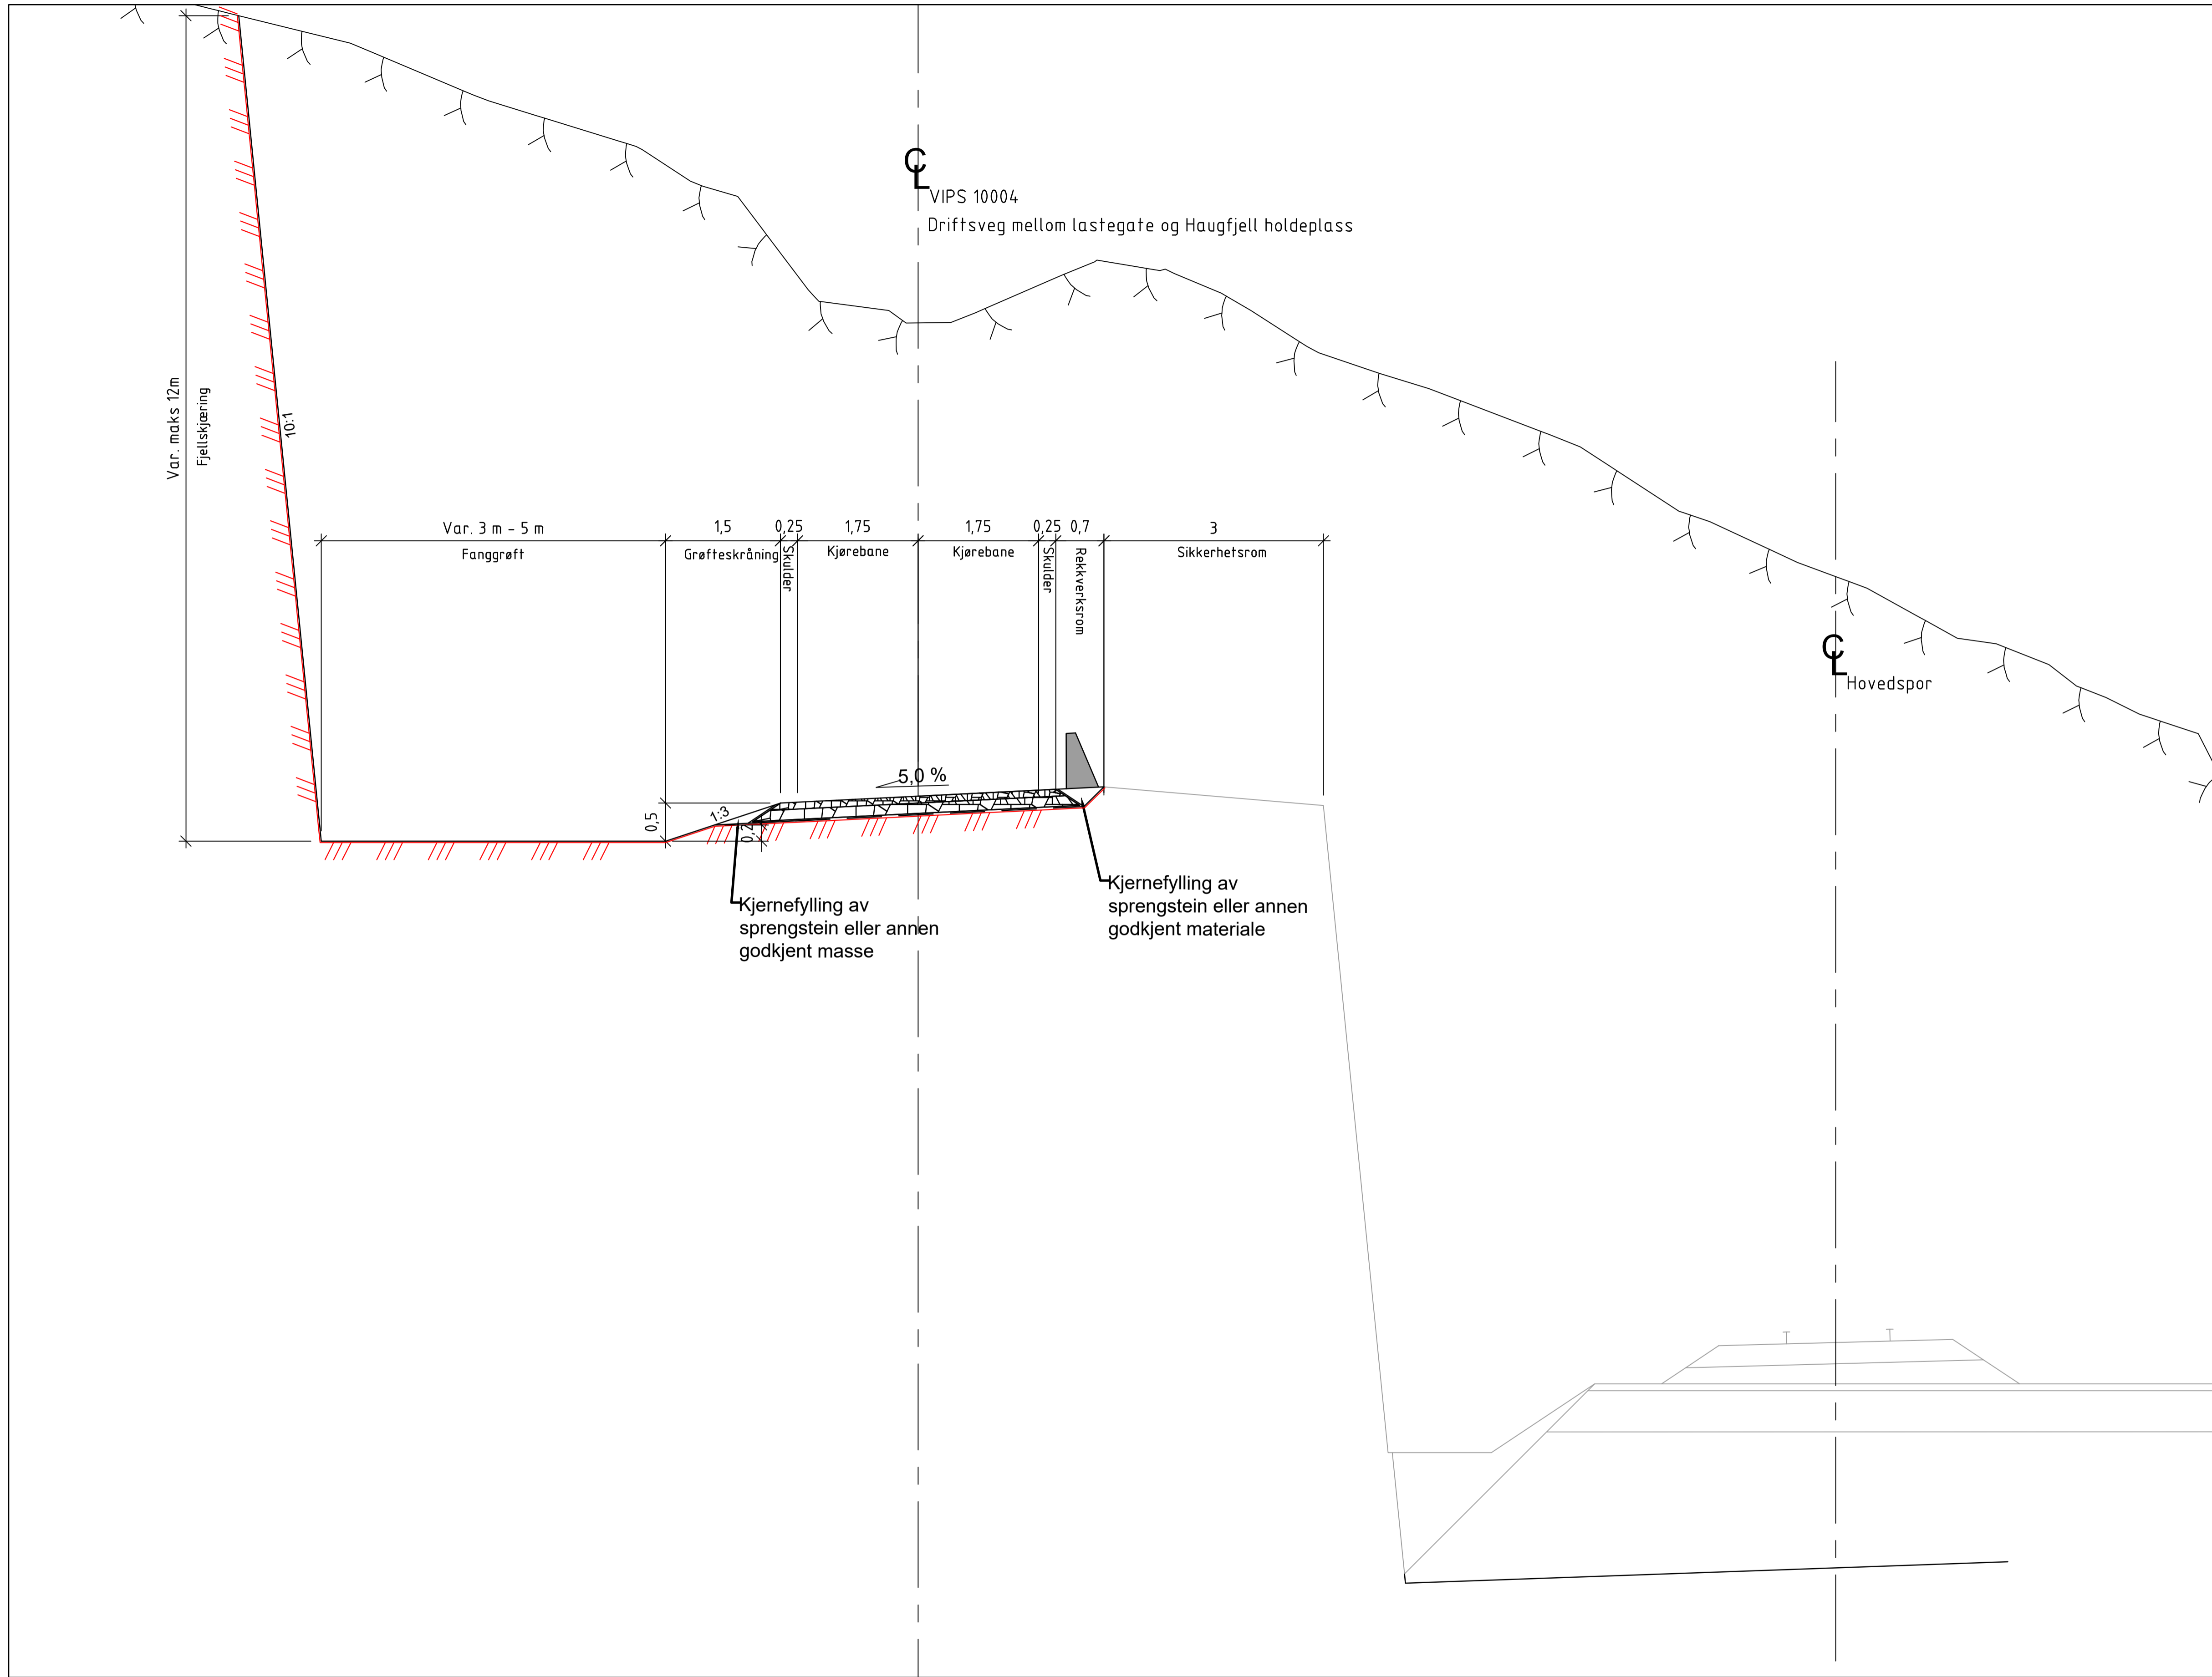 ℄
VIPS 10004
Driftsveg mellom lastegate og Haugfjell holdeplass
Var. maks 12m
Fjellskjæring
10:1
Var. 3 m - 5 m
1,5
0,25
1,75
1,75
0,25
0,7
3
Fanggrøft
Grøfteskråning
Skulder
Kjørebane
Kjørebane
Skulder
Rekkverksrom
Sikkerhetsrom
℄
Hovedspor
5,0 %
0,5
1:3
0,2
Kjernefylling av
sprengstein eller annen
godkjent masse
Kjernefylling av
sprengstein eller annen
godkjent materiale